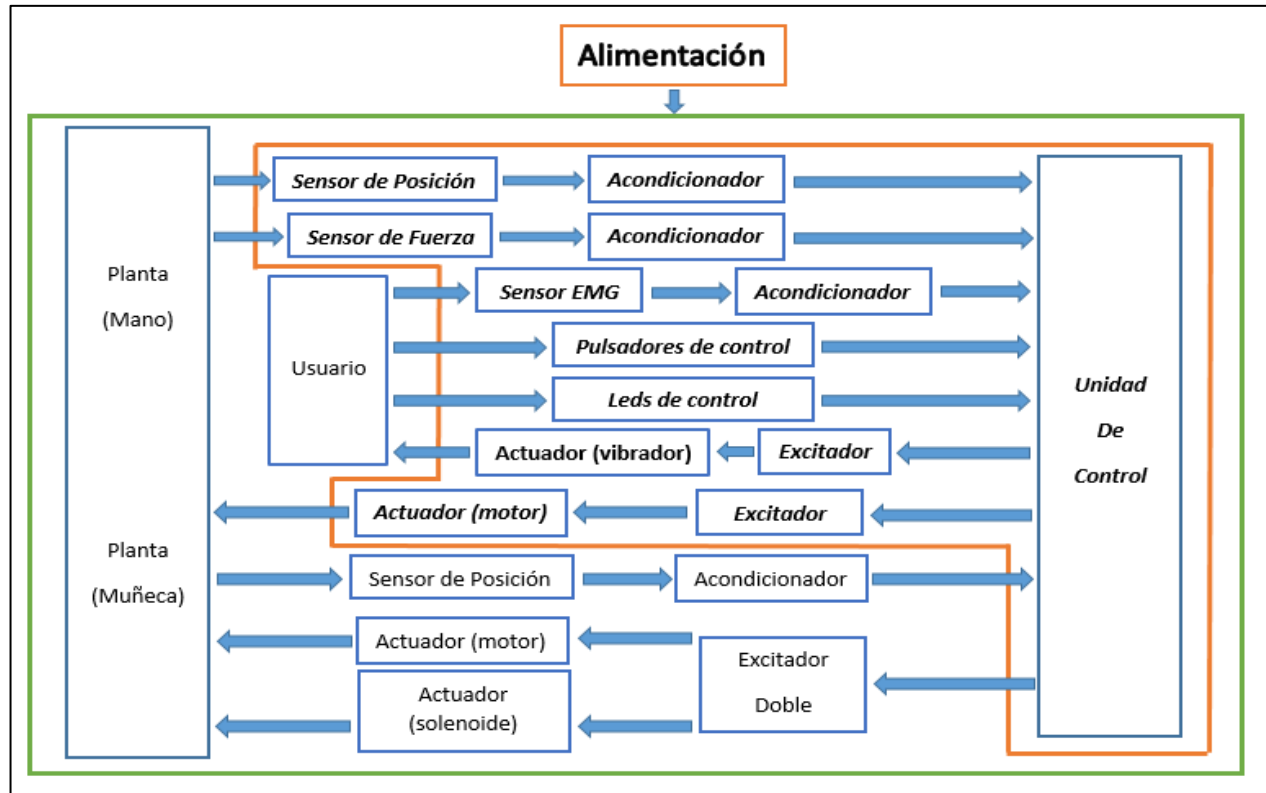 Alimentación
Sensor de Posición
Acondicionador
Sensor de Fuerza
Acondicionador
Planta
(Mano)
Usuario
Sensor EMG
Acondicionador
Pulsadores de control
Leds de control
Actuador (vibrador)
Excitador
Unidad
De
Control
Actuador (motor)
Excitador
Planta
(Muñeca)
Sensor de Posición
Acondicionador
Actuador (motor)
Excitador
Doble
Actuador
(solenoide)